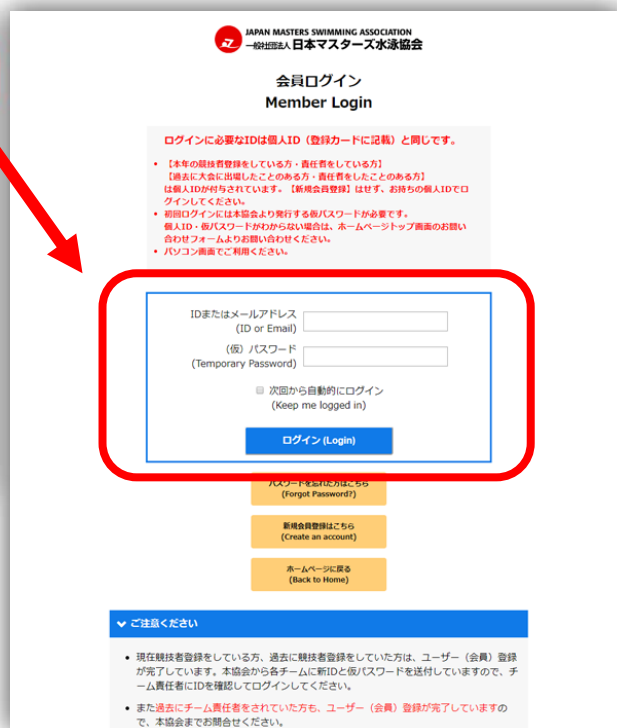 JAPAN MASTERS SWIMMING ASSOCIATION
一般社団法人 日本マスターズ水泳協会
会員ログイン
Member Login
ログインに必要なIDは個人ID（登録カードに記載）と同じです。
• 【本年の競技者登録をしている方・責任者をしている方】
【過去に大会に出場したことのある方・責任者をしたことのある方】
は個人IDが付与されています。【新規会員登録】はせず、お持ちの個人IDでロ
グインしてください。
• 初回ログインには本協会より発行する仮パスワードが必要です。
個人ID・仮パスワードがわからない場合は、ホームページトップ画面のお問い
合わせフォームよりお問い合わせください。
• パソコン画面でご利用ください。
IDまたはメールアドレス
(ID or Email)
（仮）パスワード
(Temporary Password)
次回から自動的にログイン
(Keep me logged in)
ログイン (Login)
パスワードを忘れた方はこちら
(Forgot Password?)
新規会員登録はこちら
(Create an account)
ホームページに戻る
(Back to Home)
ご注意ください
• 現在競技者登録をしている方、過去に競技者登録をしていた方は、ユーザー（会員）登録
が完了しています。本協会から各チームに新IDと仮パスワードを送付していますので、チ
ーム責任者にIDを確認してログインしてください。
• また過去にチーム責任者をされていた方も、ユーザー（会員）登録が完了していますの
で、本協会までお問合せください。